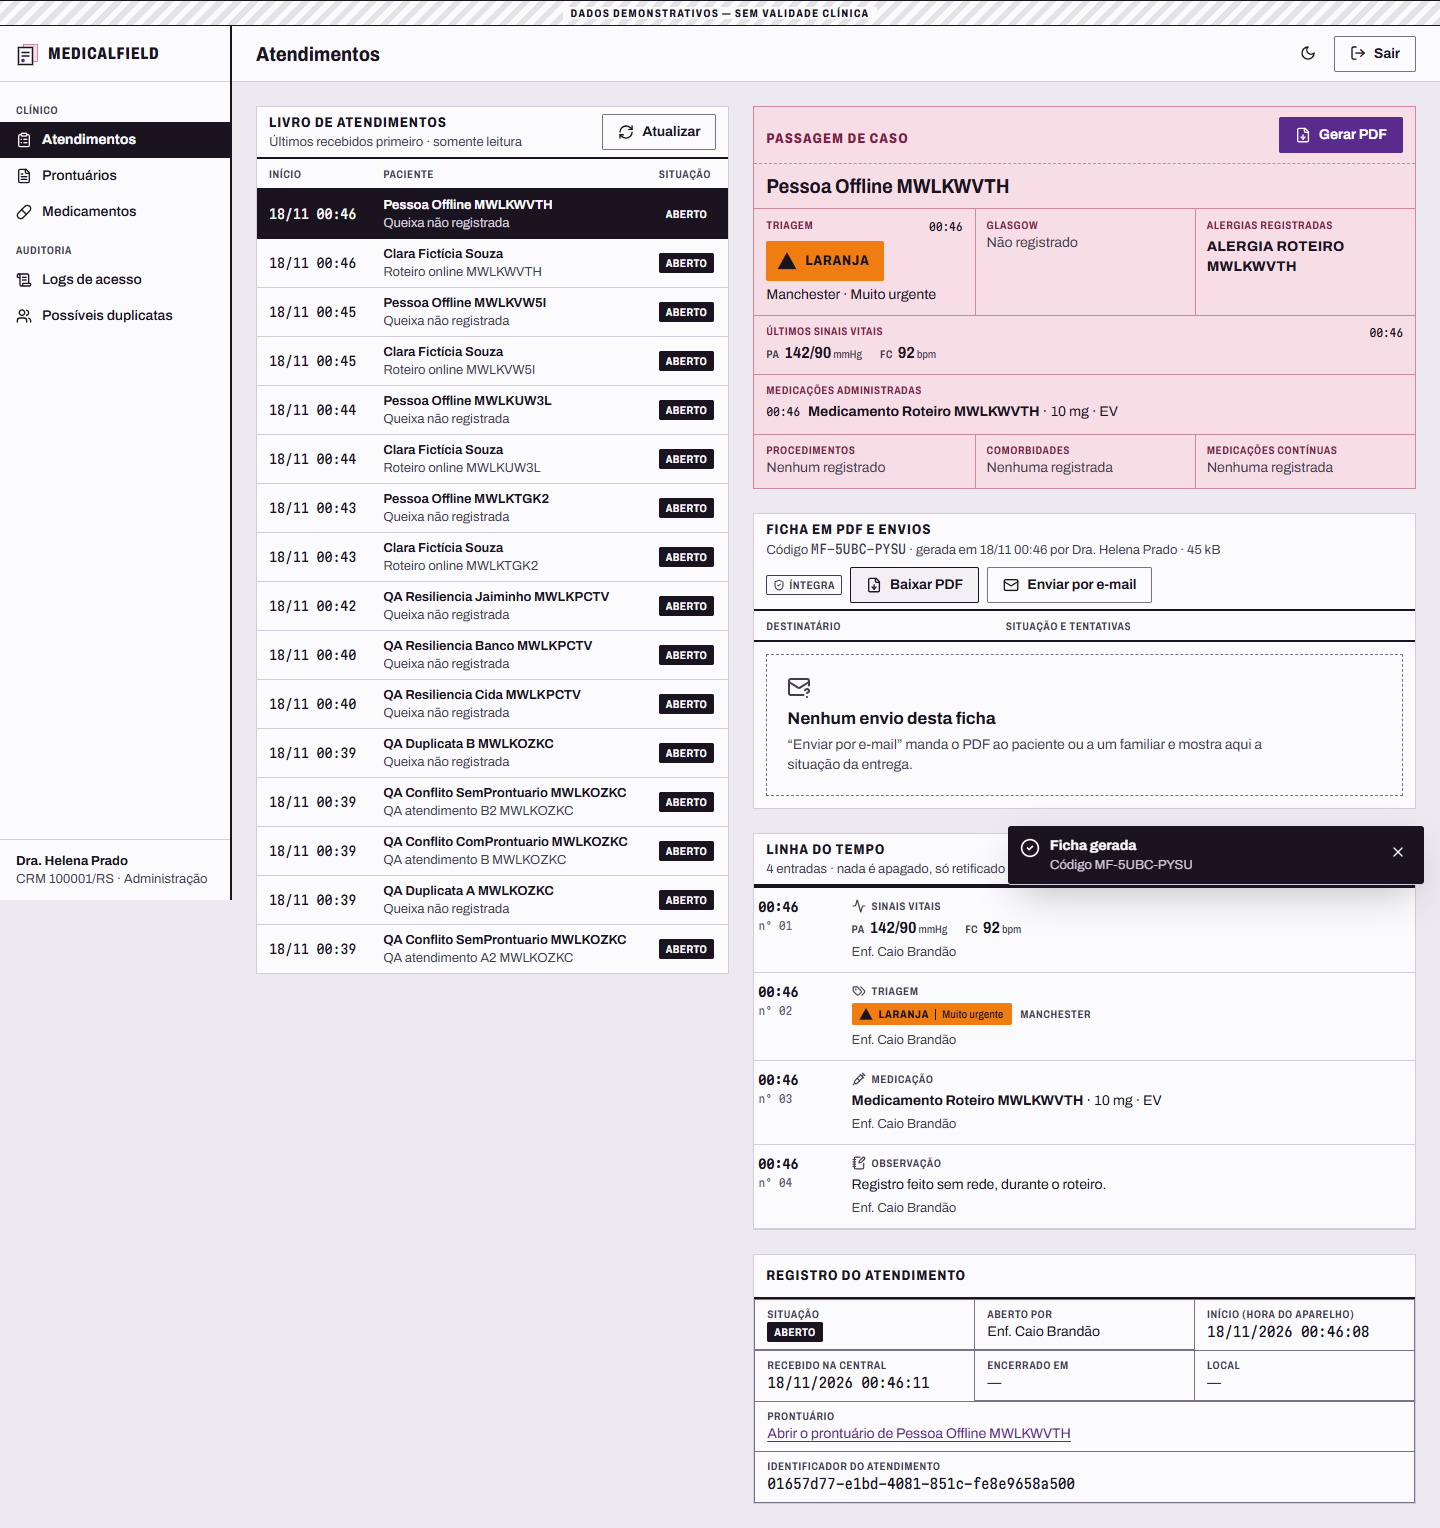 DADOS DEMONSTRATIVOS — SEM VALIDADE CLÍNICA
MEDICALFIELD
CLÍNICO
Atendimentos
Prontuários
Medicamentos
AUDITORIA
Logs de acesso
Possíveis duplicatas
Dra. Helena Prado
CRM 100001/RS · Administração
Atendimentos
Sair
LIVRO DE ATENDIMENTOS
Últimos recebidos primeiro · somente leitura
Atualizar
INÍCIO PACIENTE SITUAÇÃO
18/11 00:46 Pessoa Offline MWLKWVTH ABERTO
Queixa não registrada
18/11 00:46 Clara Fictícia Souza ABERTO
Roteiro online MWLKWVTH
18/11 00:45 Pessoa Offline MWLKVW5I ABERTO
Queixa não registrada
18/11 00:45 Clara Fictícia Souza ABERTO
Roteiro online MWLKVW5I
18/11 00:44 Pessoa Offline MWLKUW3L ABERTO
Queixa não registrada
18/11 00:44 Clara Fictícia Souza ABERTO
Roteiro online MWLKUW3L
18/11 00:43 Pessoa Offline MWLKTGK2 ABERTO
Queixa não registrada
18/11 00:43 Clara Fictícia Souza ABERTO
Roteiro online MWLKTGK2
18/11 00:42 QA Resiliencia Jaiminho MWLKPCTV ABERTO
Queixa não registrada
18/11 00:40 QA Resiliencia Banco MWLKPCTV ABERTO
Queixa não registrada
18/11 00:40 QA Resiliencia Cida MWLKPCTV ABERTO
Queixa não registrada
18/11 00:39 QA Duplicata B MWLKOZKC ABERTO
Queixa não registrada
18/11 00:39 QA Conflito SemProntuario MWLKOZKC ABERTO
QA atendimento B2 MWLKOZKC
18/11 00:39 QA Conflito ComProntuario MWLKOZKC ABERTO
QA atendimento B MWLKOZKC
18/11 00:39 QA Duplicata A MWLKOZKC ABERTO
Queixa não registrada
18/11 00:39 QA Conflito SemProntuario MWLKOZKC ABERTO
QA atendimento A2 MWLKOZKC
PASSAGEM DE CASO
Gerar PDF
Pessoa Offline MWLKWVTH
TRIAGEM 00:46
LARANJA
Manchester · Muito urgente
GLASGOW
Não registrado
ALERGIAS REGISTRADAS
ALERGIA ROTEIRO
MWLKWVTH
ÚLTIMOS SINAIS VITAIS 00:46
PA 142/90 mmHg FC 92 bpm
MEDICAÇÕES ADMINISTRADAS
00:46 Medicamento Roteiro MWLKWVTH · 10 mg · EV
PROCEDIMENTOS
Nenhum registrado
COMORBIDADES
Nenhuma registrada
MEDICAÇÕES CONTÍNUAS
Nenhuma registrada
FICHA EM PDF E ENVIOS
Código MF-5UBC-PYSU · gerada em 18/11 00:46 por Dra. Helena Prado · 45 kB
ÍNTEGRA
Baixar PDF
Enviar por e-mail
DESTINATÁRIO SITUAÇÃO E TENTATIVAS
Nenhum envio desta ficha
“Enviar por e-mail” manda o PDF ao paciente ou a um familiar e mostra aqui a
situação da entrega.
LINHA DO TEMPO
4 entradas · nada é apagado, só retificado
Ficha gerada
Código MF-5UBC-PYSU
00:46 SINAIS VITAIS
n° 01 PA 142/90 mmHg FC 92 bpm
Enf. Caio Brandão
00:46 TRIAGEM
n° 02 LARANJA | Muito urgente MANCHESTER
Enf. Caio Brandão
00:46 MEDICAÇÃO
n° 03 Medicamento Roteiro MWLKWVTH · 10 mg · EV
Enf. Caio Brandão
00:46 OBSERVAÇÃO
n° 04 Registro feito sem rede, durante o roteiro.
Enf. Caio Brandão
REGISTRO DO ATENDIMENTO
SITUAÇÃO
ABERTO
ABERTO POR
Enf. Caio Brandão
INÍCIO (HORA DO APARELHO)
18/11/2026 00:46:08
RECEBIDO NA CENTRAL
18/11/2026 00:46:11
ENCERRADO EM
—
LOCAL
—
PRONTUÁRIO
Abrir o prontuário de Pessoa Offline MWLKWVTH
IDENTIFICADOR DO ATENDIMENTO
01657d77-e1bd-4081-851c-fe8e9658a500